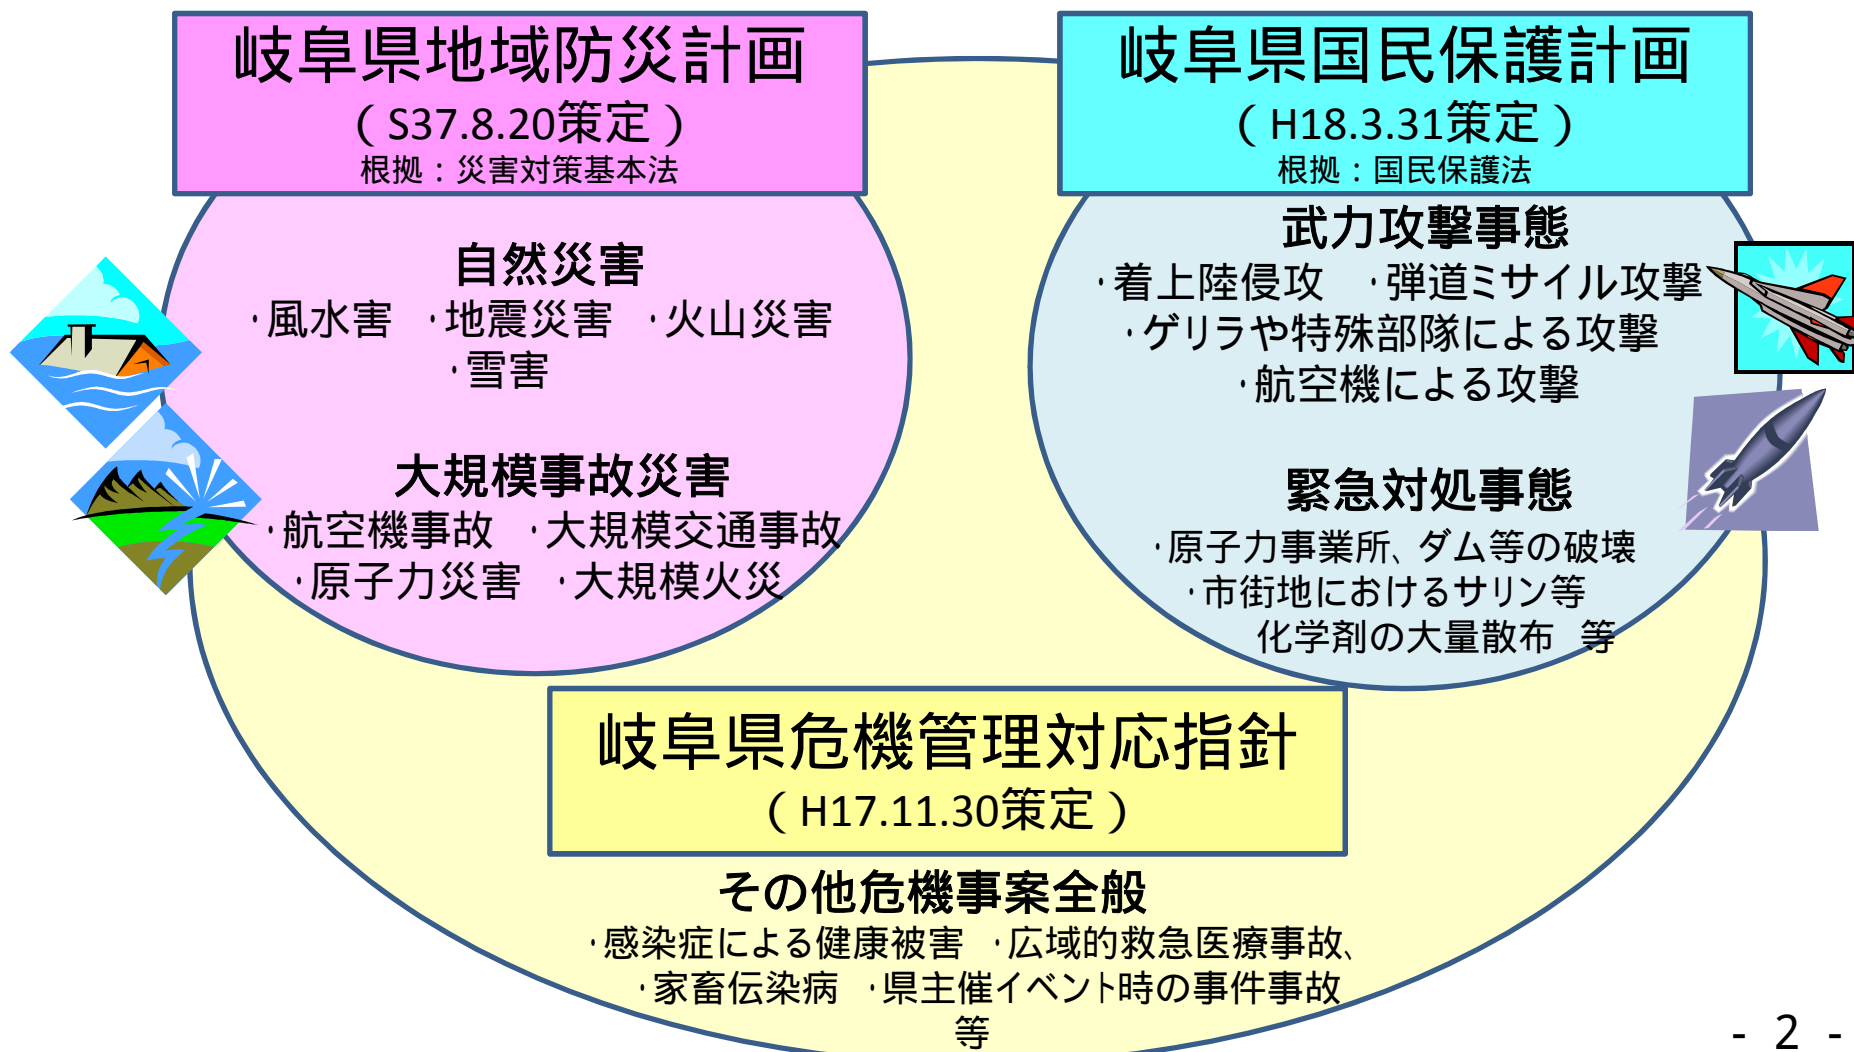 岐阜県地域防災計画
（S37.8.20策定）
根拠：災害対策基本法
自然災害
・風水害　・地震災害　・火山災害
・雪害
大規模事故災害
・航空機事故　・大規模交通事故
・原子力災害　・大規模火災
岐阜県国民保護計画
（H18.3.31策定）
根拠：国民保護法
武力攻撃事態
・着上陸侵攻　・弾道ミサイル攻撃
・ゲリラや特殊部隊による攻撃
・航空機による攻撃
緊急対処事態
・原子力事業所、ダム等の破壊
・市街地におけるサリン等
化学剤の大量散布　等
岐阜県危機管理対応指針
（H17.11.30策定）
その他危機事案全般
・感染症による健康被害　・広域的救急医療事故、
・家畜伝染病　・県主催イベント時の事件事故
等
- 2 -